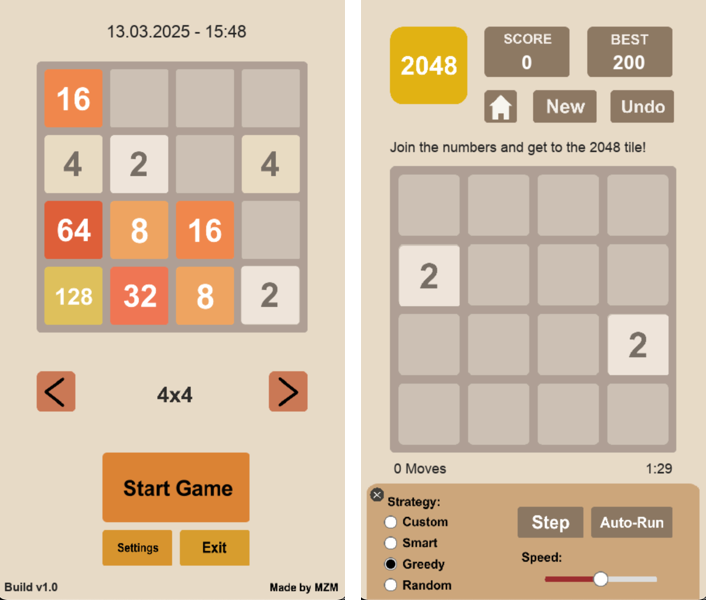 13.03.2025 - 15:48
16
4 2 4
64 8 16
128 32 8 2
<
4x4
>
Start Game
Settings Exit
Build v1.0 Made by MZM
2048
SCORE
0
BEST
200
New Undo
Join the numbers and get to the 2048 tile!
2
2
0 Moves 1:29
Strategy:
Custom
Smart
Greedy
Random
Step Auto-Run
Speed: